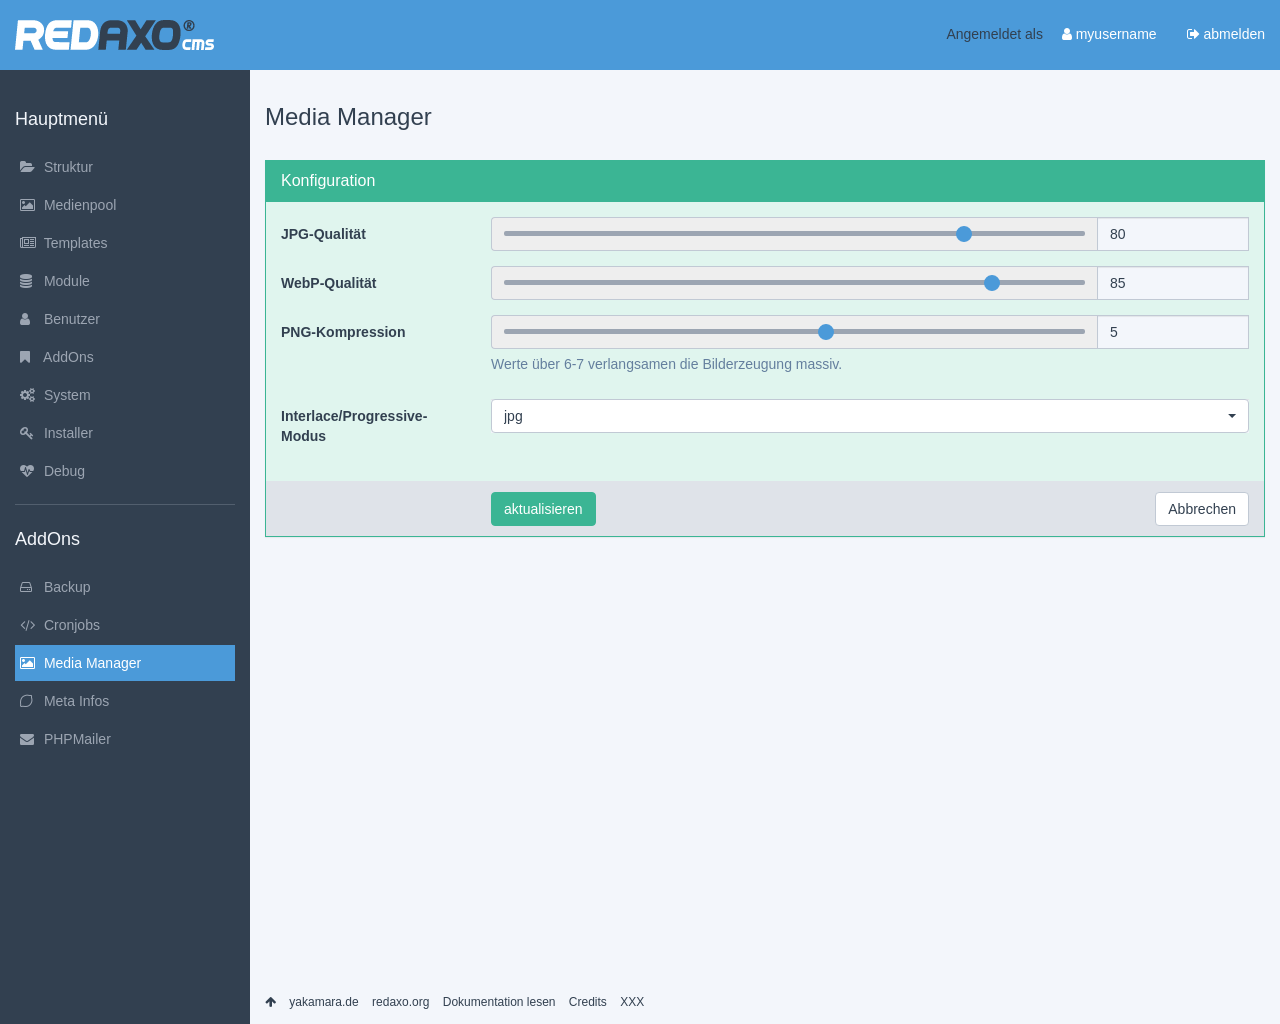 REDAXO® cms
Angemeldet als myusername abmelden
Hauptmenü
Struktur
Medienpool
Templates
Module
Benutzer
AddOns
System
Installer
Debug
AddOns
Backup
Cronjobs
Media Manager
Meta Infos
PHPMailer
Media Manager
Konfiguration
JPG-Qualität 80
WebP-Qualität 85
PNG-Kompression 5
Werte über 6-7 verlangsamen die Bilderzeugung massiv.
Interlace/Progressive-
Modus
jpg
aktualisieren Abbrechen
yakamara.de redaxo.org Dokumentation lesen Credits XXX